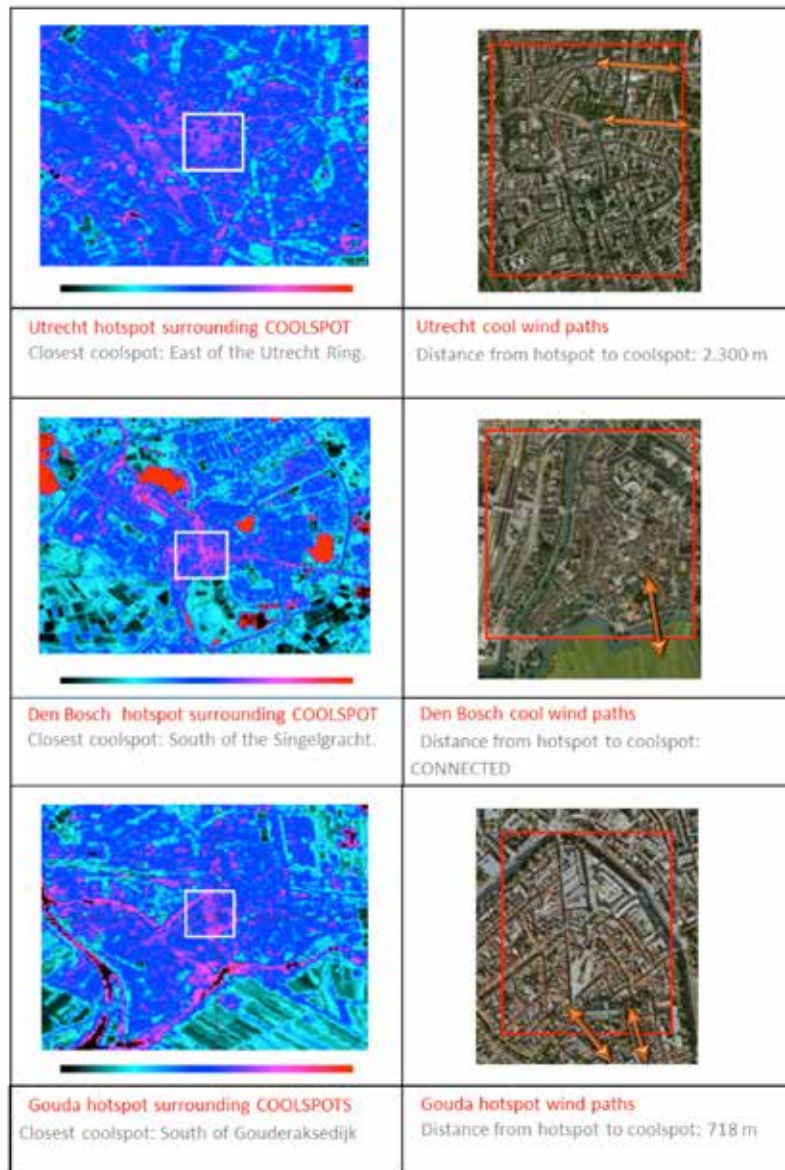 Utrecht hotspot surrounding COOLSPOT
Closest coolspot: East of the Utrecht Ring.
Utrecht cool wind paths
Distance from hotspot to coolspot: 2.300 m
Den Bosch hotspot surrounding COOLSPOT
Closest coolspot: South of the Singelgracht.
Den Bosch cool wind paths
Distance from hotspot to coolspot:
CONNECTED
Gouda hotspot surrounding COOLSPOTS
Closest coolspot: South of Gouderaksedijk
Gouda hotspot wind paths
Distance from hotspot to coolspot: 718 m